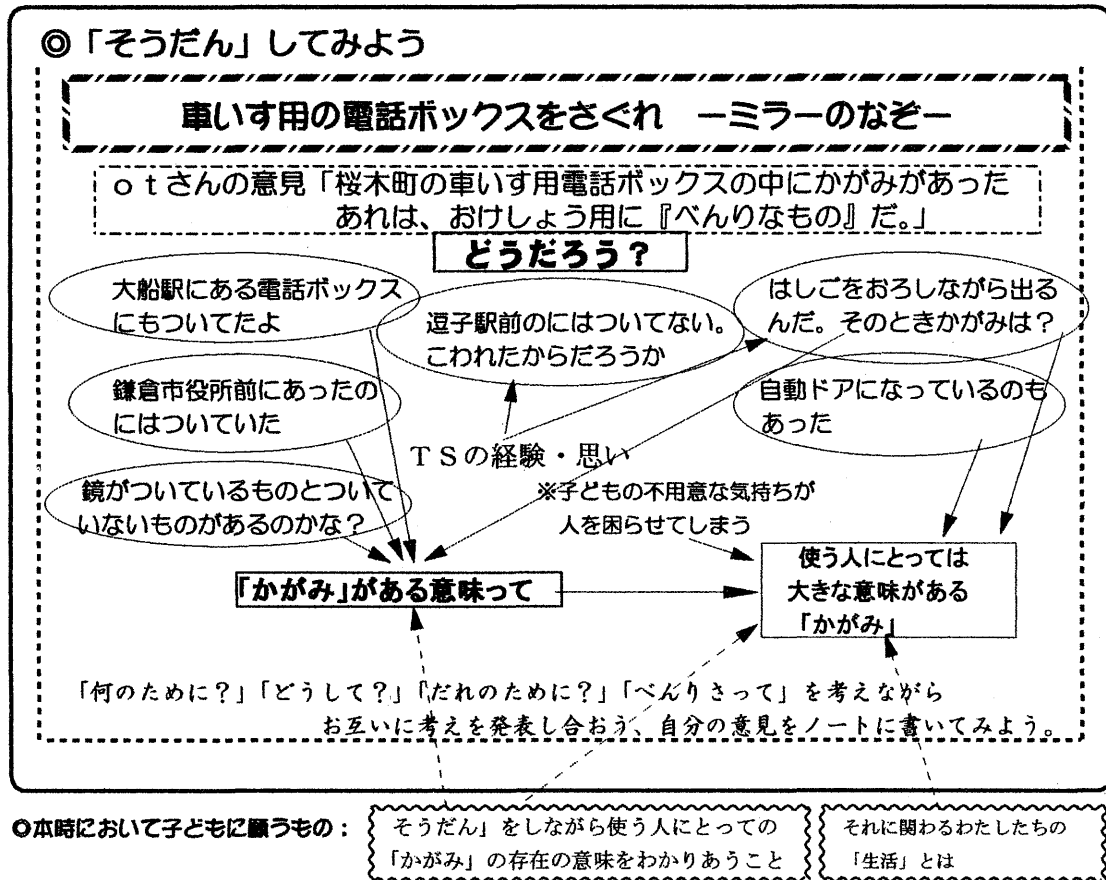 ◎「そうだん」してみよう
車いす用の電話ボックスをさぐれ －ミラーのなぞ－
ｏｔさんの意見「桜木町の車いす用電話ボックスの中にかがみがあった
あれは、おけしょう用に『べんりなもの』だ。」
どうだろう？
大船駅にある電話ボックス
にもついてたよ
逗子駅前のにはついてない。
こわれたからだろうか
はしごをおろしながら出る
んだ。そのときかがみは？
鎌倉市役所前にあったの
にはついていた
自動ドアになっているのも
あった
ＴＳの経験・思い
鏡がついているものとついて
いないものがあるのかな？
※子どもの不用意な気持ちが
人を困らせてしまう
「かがみ」がある意味って
使う人にとっては
大きな意味がある
「かがみ」
「何のために？」「どうして？」「だれのために？」「べんりさって」を考えながら
お互いに考えを発表し合おう、自分の意見をノートに書いてみよう。
◎本時において子どもに願うもの：
そうだん」をしながら使う人にとっての
「かがみ」の存在の意味をわかりあうこと
それに関わるわたしたちの
「生活」とは